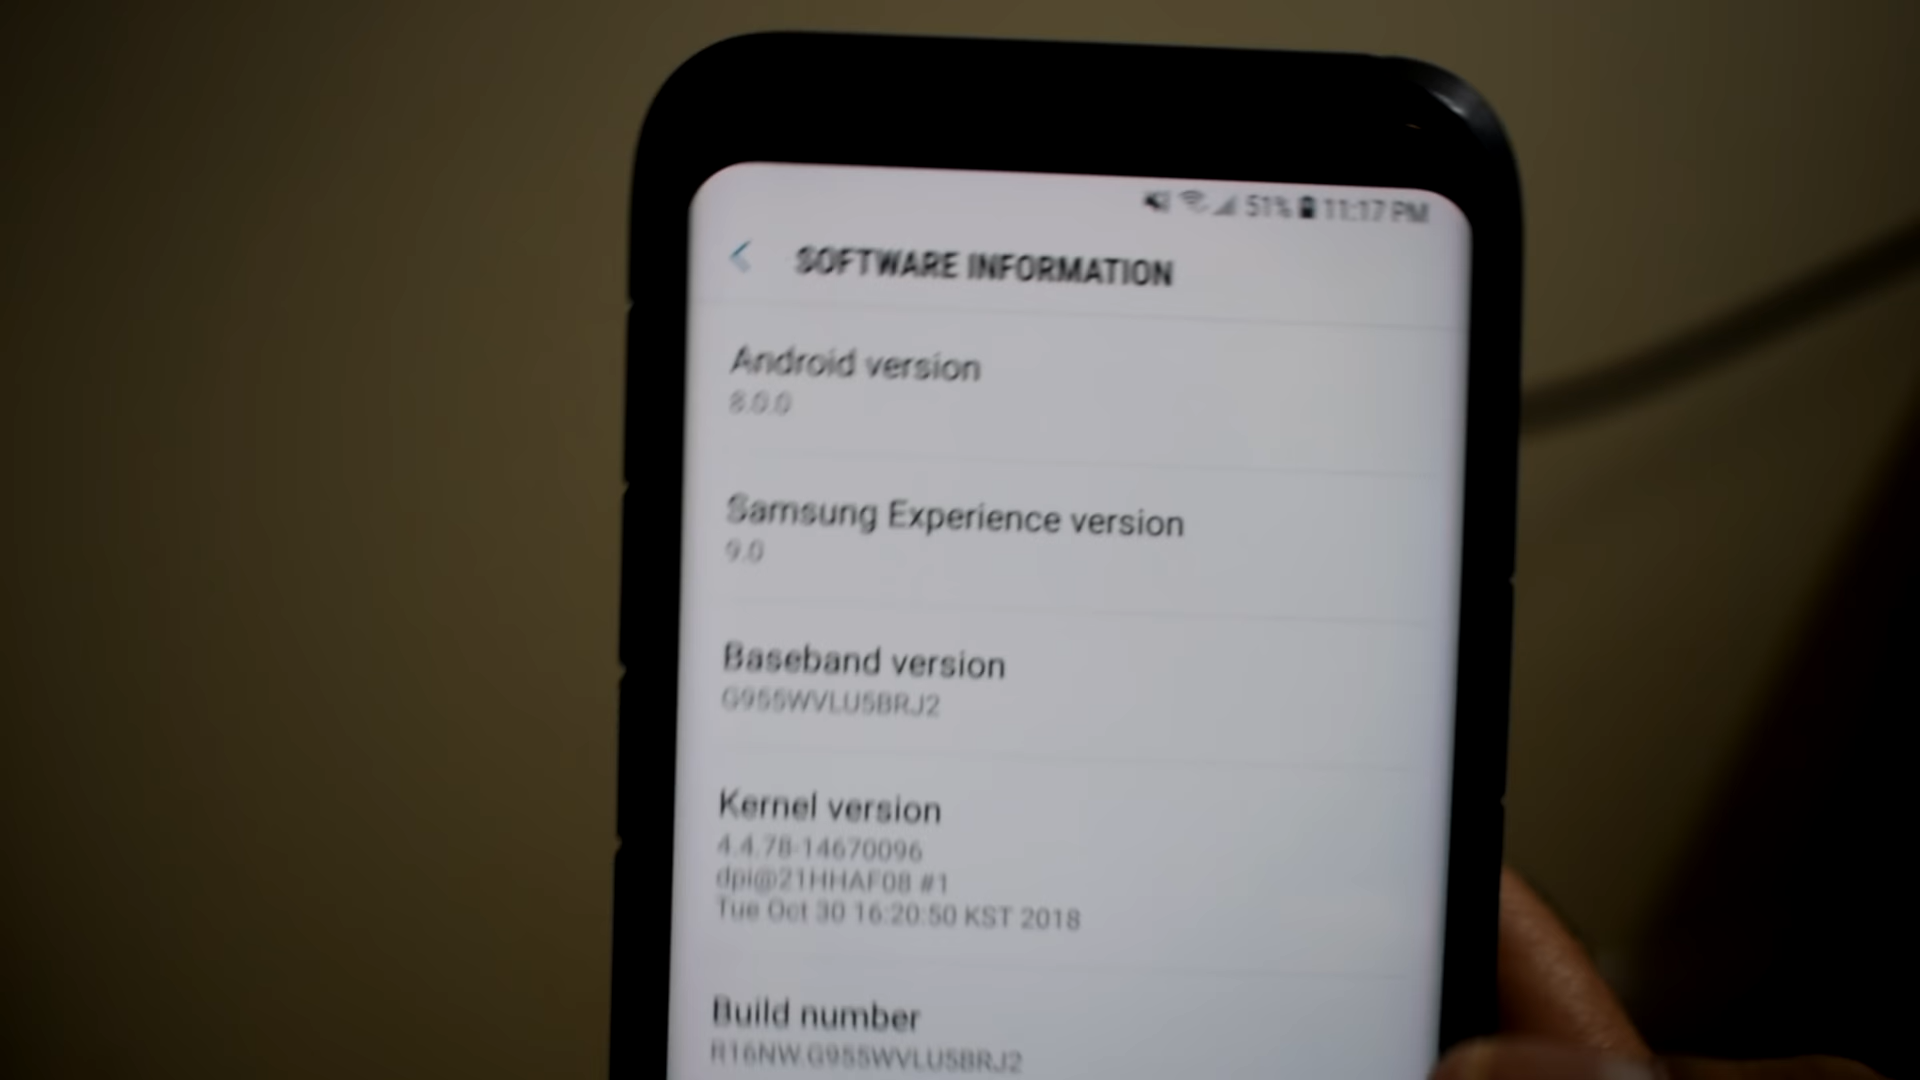 51% 11:17 PM
SOFTWARE INFORMATION
Android version
8.0.0
Samsung Experience version
9.0
Baseband version
G955WVLU5BRJ2
Kernel version
4.4.78-14670096
dpi@21HHAF08 #1
Tue Oct 30 16:20:50 KST 2018
Build number
R16NW.G955WVLU5BRJ2